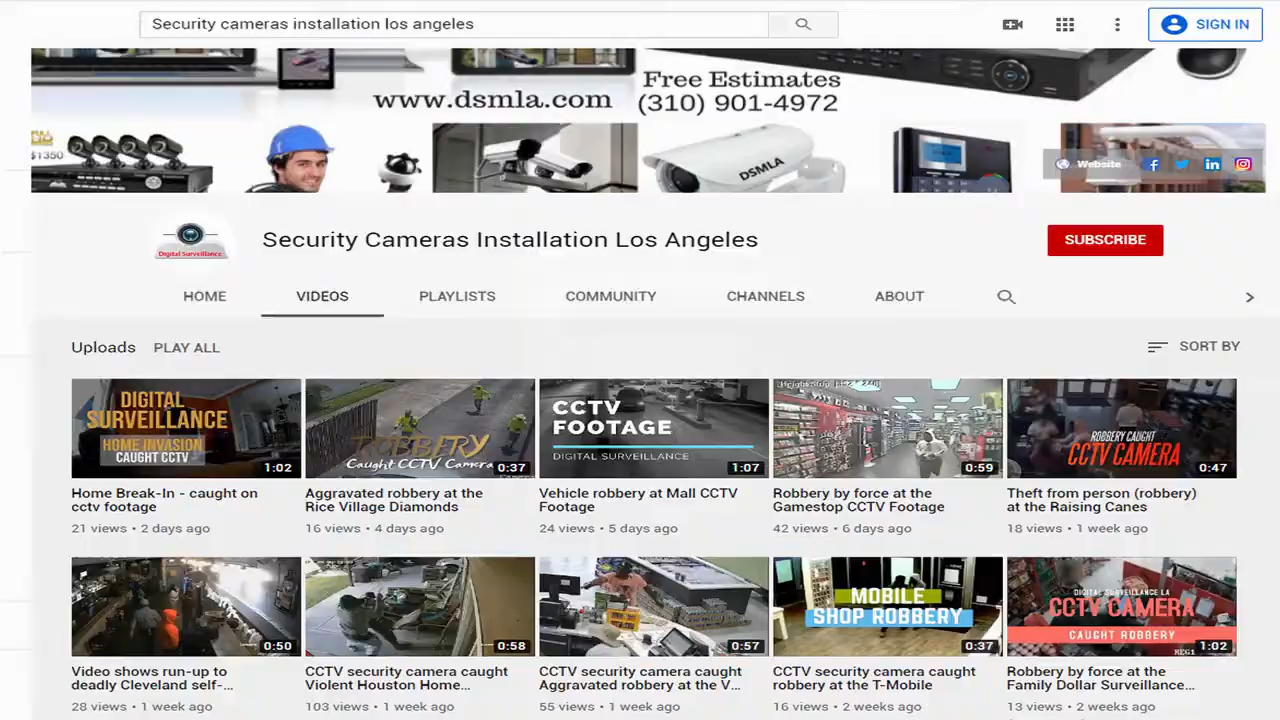 Security cameras installation los angeles
SIGN IN
Free Estimates
www.dsmla.com
(310) 901-4972
$1350
DSMLA
Website
Digital Surveillance
Security Cameras Installation Los Angeles
SUBSCRIBE
HOME VIDEOS PLAYLISTS COMMUNITY CHANNELS ABOUT
Uploads PLAY ALL
SORT BY
DIGITAL
SURVEILLANCE
HOME INVASION
CAUGHT CCTV
1:02
ROBBERY
Caught CCTV Camera
0:37
CCTV
FOOTAGE
DIGITAL SURVEILLANCE
1:07
0:59
ROBBERY CAUGHT
CCTV CAMERA
0:47
Home Break-In - caught on
cctv footage
21 views • 2 days ago
Aggravated robbery at the
Rice Village Diamonds
16 views • 4 days ago
Vehicle robbery at Mall CCTV
Footage
24 views • 5 days ago
Robbery by force at the
Gamestop CCTV Footage
42 views • 6 days ago
Theft from person (robbery)
at the Raising Canes
18 views • 1 week ago
0:50
0:58
0:57
MOBILE
SHOP ROBBERY
0:37
DIGITAL SURVEILLANCE LA
CCTV CAMERA
CAUGHT ROBBERY
REG1
1:02
Video shows run-up to
deadly Cleveland self-...
28 views • 1 week ago
CCTV security camera caught
Violent Houston Home...
103 views • 1 week ago
CCTV security camera caught
Aggravated robbery at the V...
55 views • 1 week ago
CCTV security camera caught
robbery at the T-Mobile
16 views • 2 weeks ago
Robbery by force at the
Family Dollar Surveillance...
13 views • 2 weeks ago